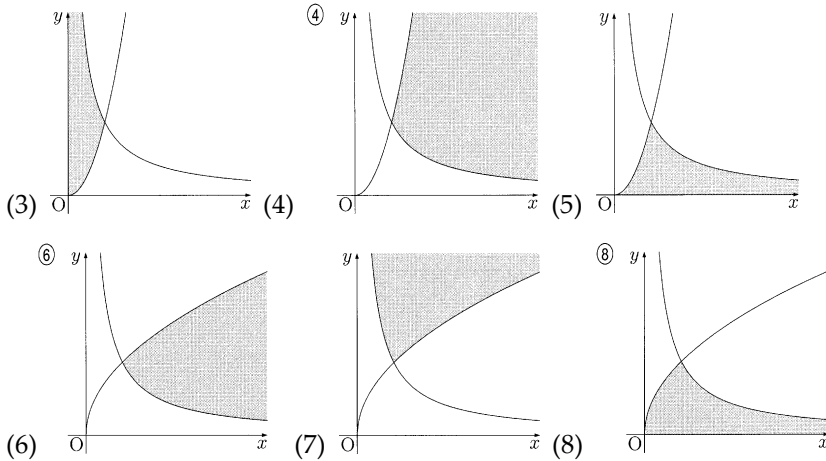 y
④ y
y
(3) O x (4) O x (5) O x
⑥ y
y
⑧ y
(6) O x (7) O x (8) O x